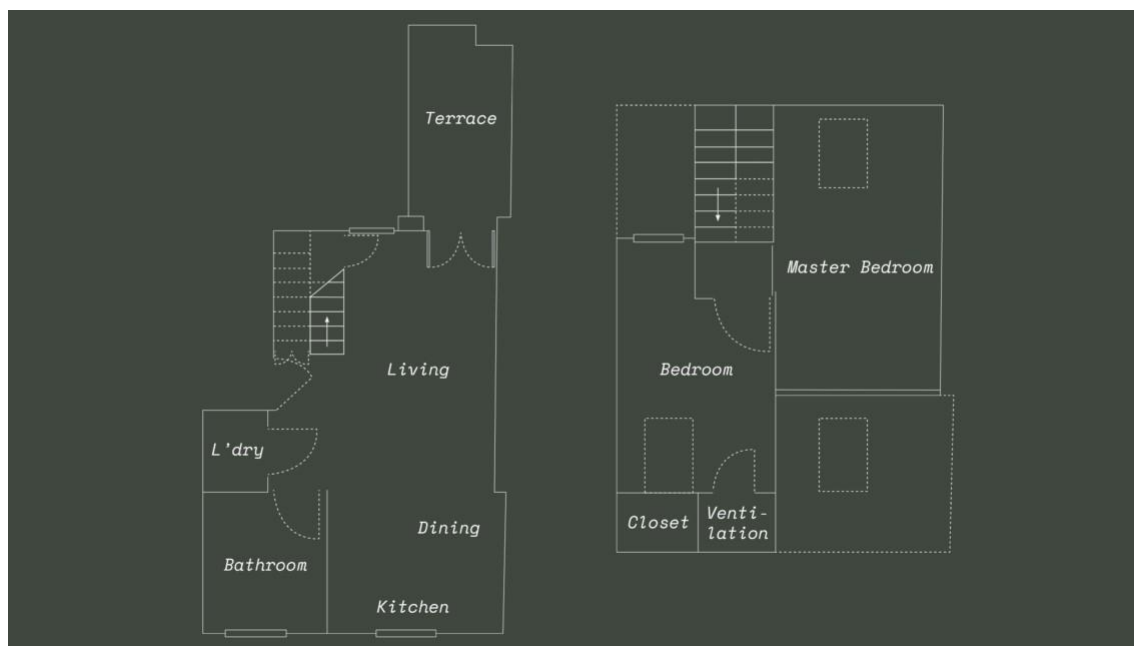 Terrace
Living
L'dry
Dining
Bathroom
Kitchen
Master Bedroom
Bedroom
Closet
Venti-
lation